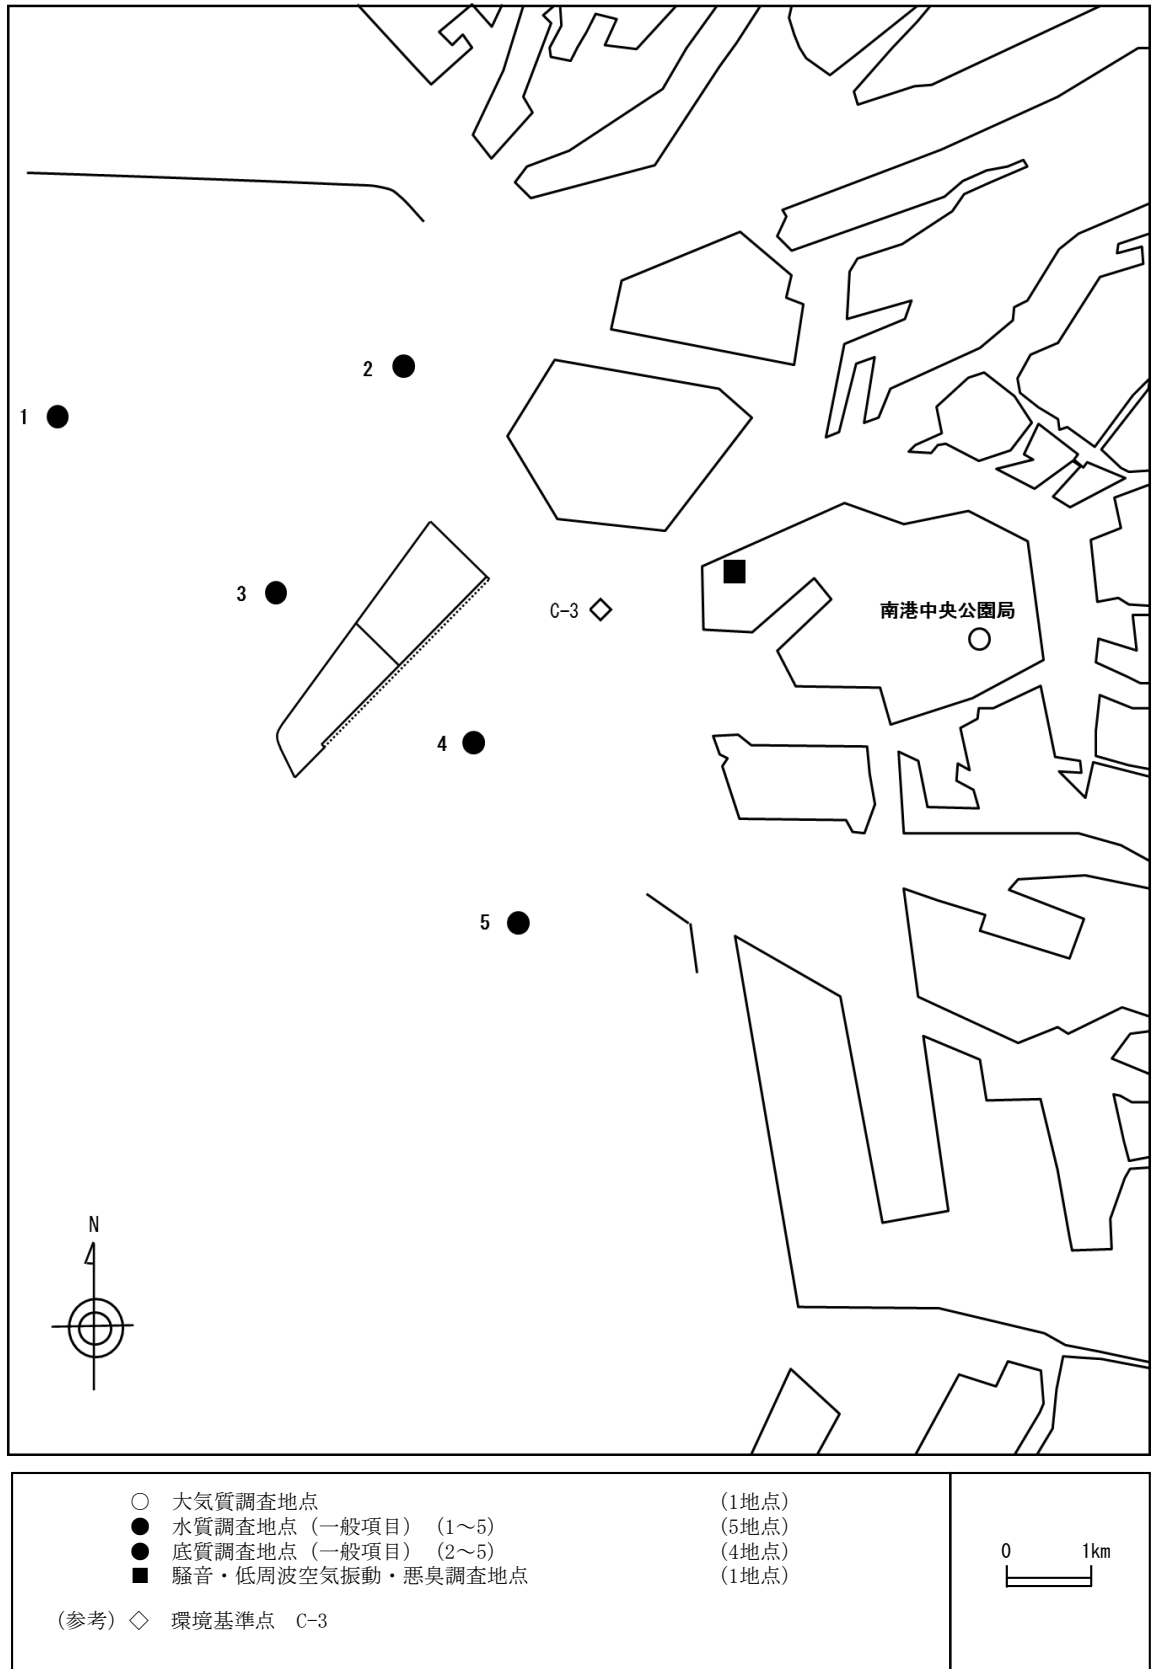 2
1
3
C-3
南港中央公園局
4
5
N
○ 大気質調査地点 (1地点)
● 水質調査地点（一般項目）（1～5） (5地点)
● 底質調査地点（一般項目）（2～5） (4地点)
■ 騒音・低周波空気振動・悪臭調査地点 (1地点)
(参考) ◇ 環境基準点 C-3
0 1km